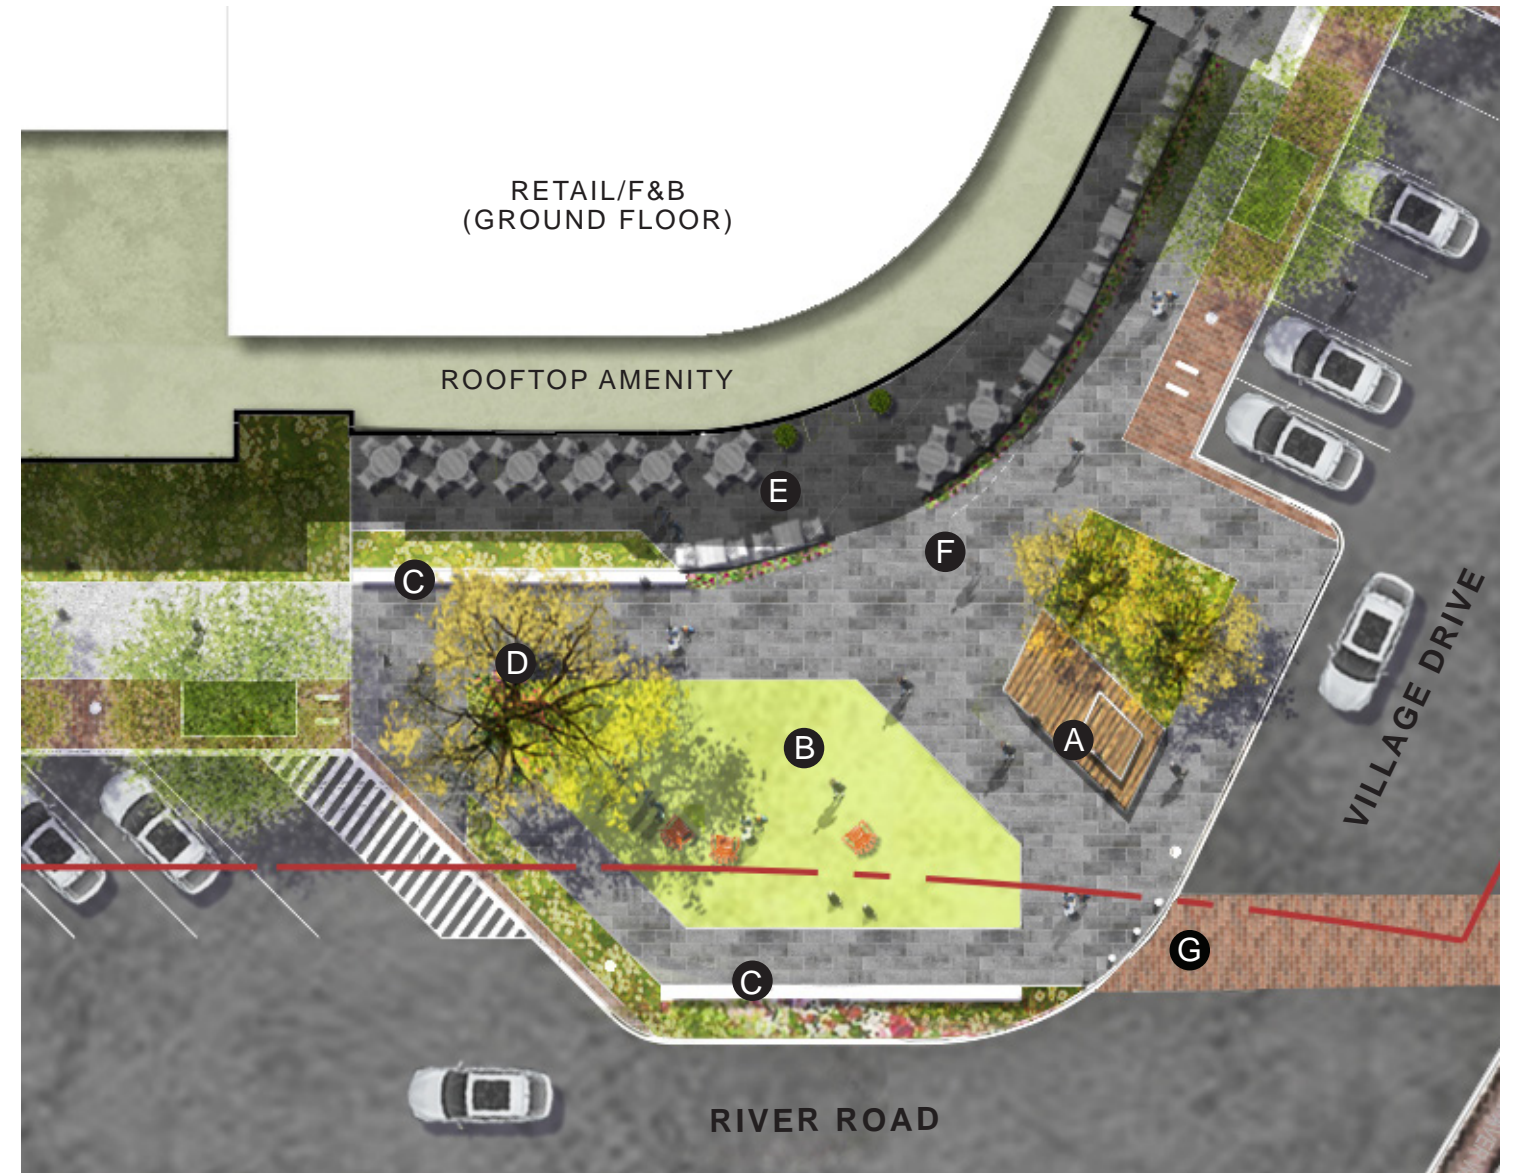 RETAIL/F&B
(GROUND FLOOR)
ROOFTOP AMENITY
E
F
C
D
A
B
VILLAGE DRIVE
G
C
RIVER ROAD